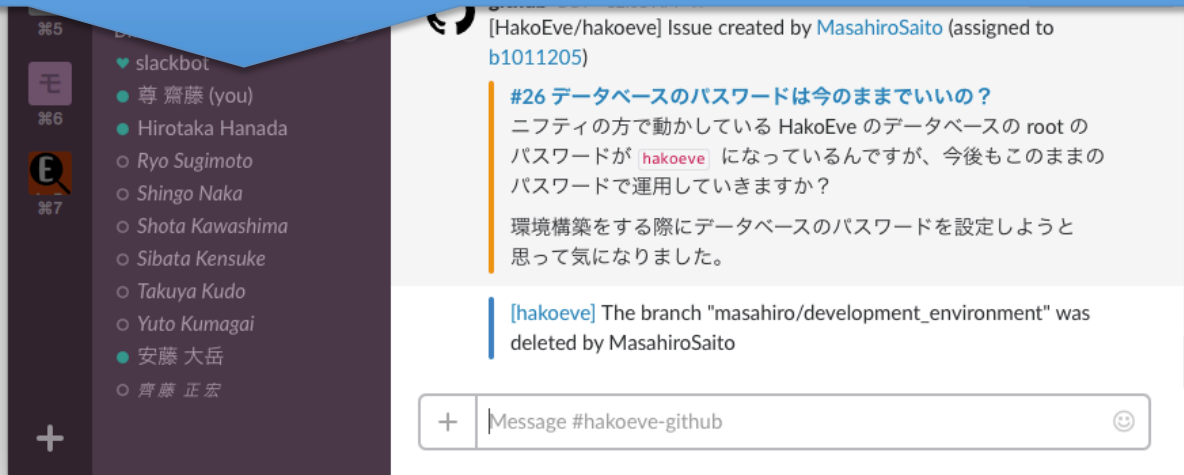 ⌘5
モ
⌘6
E
⌘7
slackbot
尊 齋藤 (you)
Hirotaka Hanada
Ryo Sugimoto
Shingo Naka
Shota Kawashima
Sibata Kensuke
Takuya Kudo
Yuto Kumagai
安藤 大岳
齊藤 正宏
[HakoEve/hakoeve] Issue created by MasahiroSaito (assigned to
b1011205)
#26 データベースのパスワードは今のままでいいの？
ニフティの方で動かしている HakoEve のデータベースの root の
パスワードが hakoeve になっているんですが、今後もこのままの
パスワードで運用していきますか？
環境構築をする際にデータベースのパスワードを設定しようと
思って気になりました。
[hakoeve] The branch "masahiro/development_environment" was
deleted by MasahiroSaito
Message #hakoeve-github